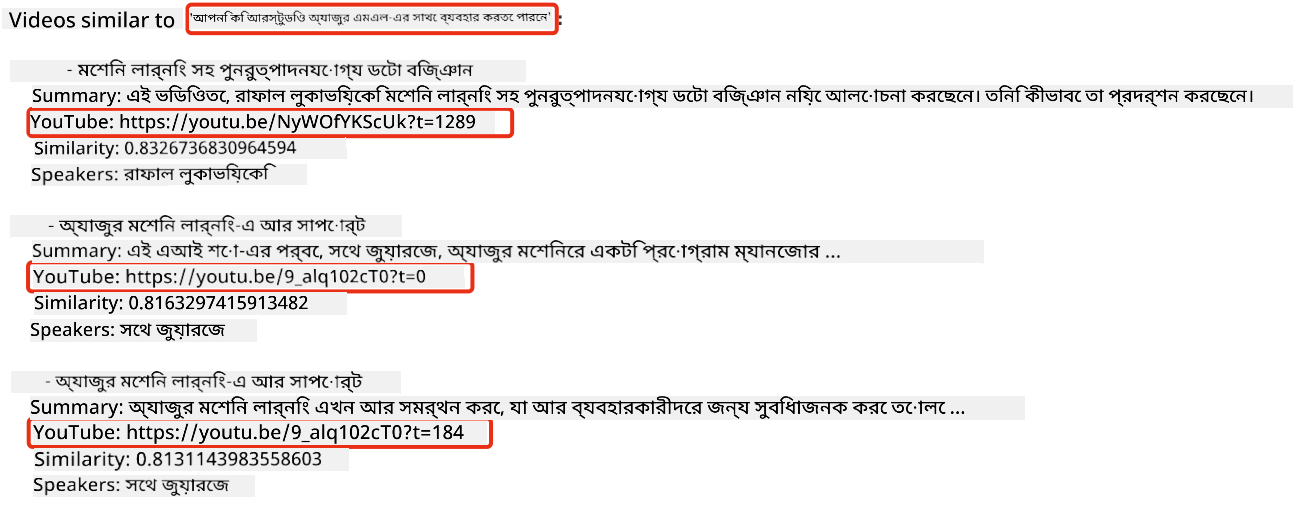 Videos similar to 'আপনি কি আরস্টুডিও অ্যাজুর এমএল-এর সাথে ব্যবহার করতে পারেন':
- মেশিন লার্নিং সহ পুনরুত্পাদনযোগ্য ডেটা বিজ্ঞান
Summary: এই ভিডিওতে, রাফাল লুকাভিয়েকি মেশিন লার্নিং সহ পুনরুত্পাদনযোগ্য ডেটা বিজ্ঞান নিয়ে আলোচনা করছেন। তিনি কীভাবে তা প্রদর্শন করছেন।
YouTube: https://youtu.be/NyWOfYKScUk?t=1289
Similarity: 0.8326736830964594
Speakers: রাফাল লুকাভিয়েকি
- অ্যাজুর মেশিন লার্নিং-এ আর সাপোর্ট
Summary: এই এআই শো-এর পর্বে, সেথ জুয়ারেজ, অ্যাজুর মেশিনের একটি প্রোগ্রাম ম্যানেজার ...
YouTube: https://youtu.be/9_alq102cT0?t=0
Similarity: 0.8163297415913482
Speakers: সেথ জুয়ারেজ
- অ্যাজুর মেশিন লার্নিং-এ আর সাপোর্ট
Summary: অ্যাজুর মেশিন লার্নিং এখন আর সমর্থন করে, যা আর ব্যবহারকারীদের জন্য সুবিধাজনক করে তোলে ...
YouTube: https://youtu.be/9_alq102cT0?t=184
Similarity: 0.8131143983558603
Speakers: সেথ জুয়ারেজ